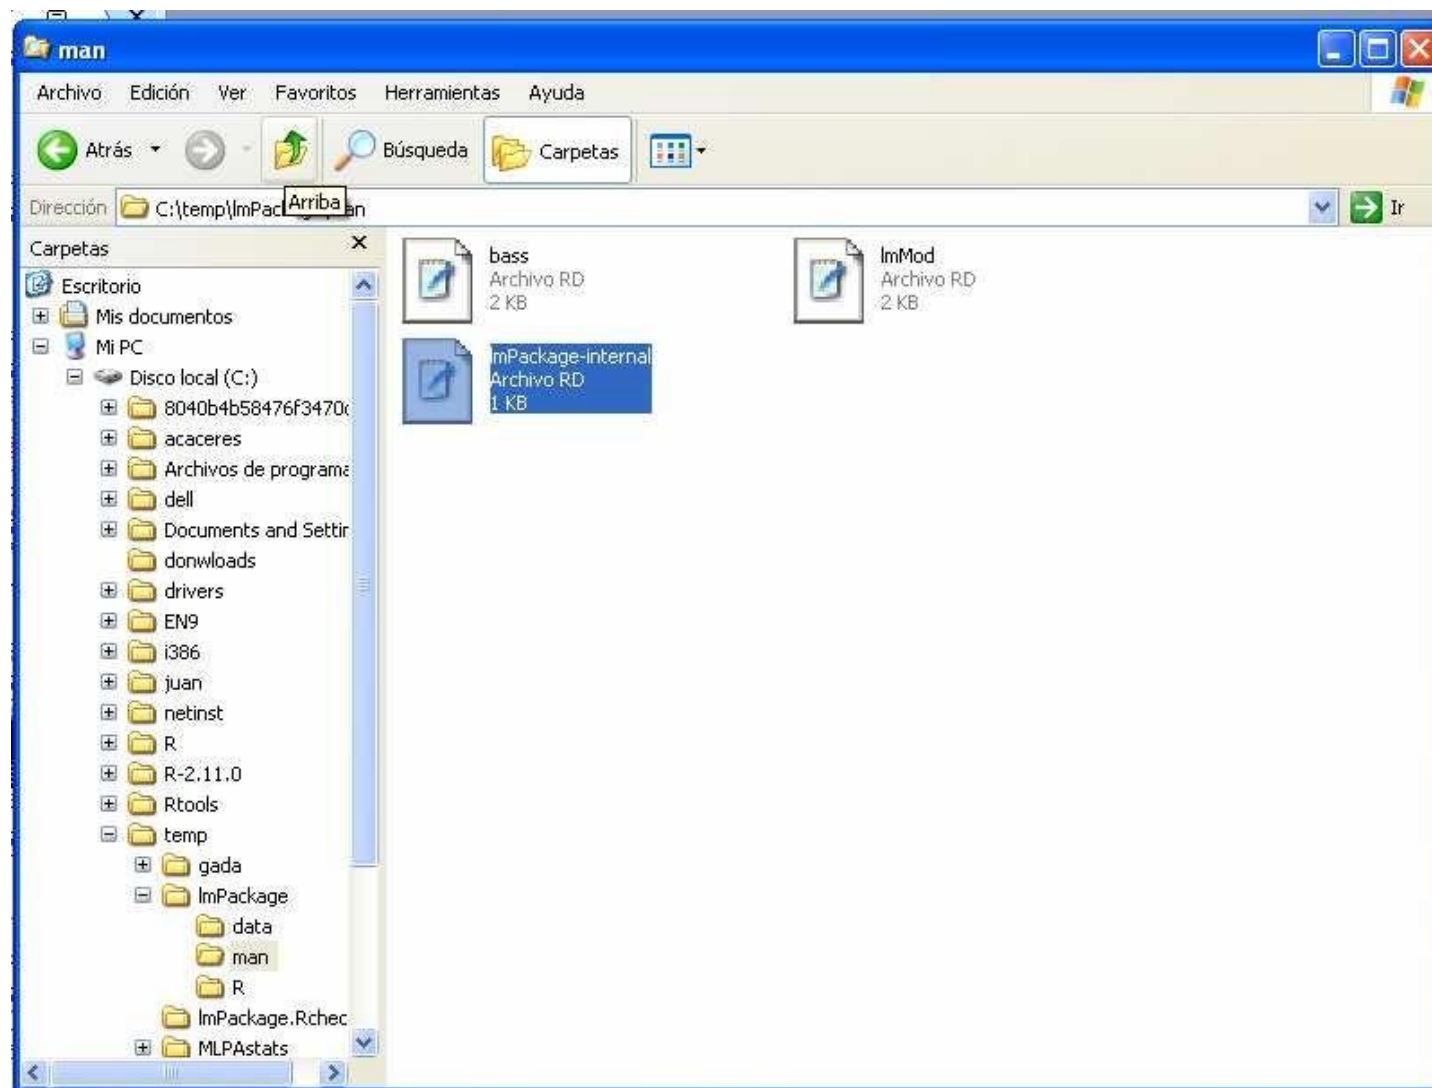 man
Archivo Edición Ver Favoritos Herramientas Ayuda
Atrás Búsqueda Carpetas
Arriba
Dirección C:\temp\lmPac an Ir
Carpetas
Escritorio
Mis documentos
Mi PC
Disco local (C:)
8040b4b58476f3470
acaceres
Archivos de programa
dell
Documents and Settin
donwloads
drivers
EN9
i386
juan
netinst
R
R-2.11.0
Rtools
temp
gada
lmPackage
data
man
R
lmPackage.Rchec
MLPAstats
bass
Archivo RD
2 KB
lmMod
Archivo RD
2 KB
lmPackage-internal
Archivo RD
1 KB